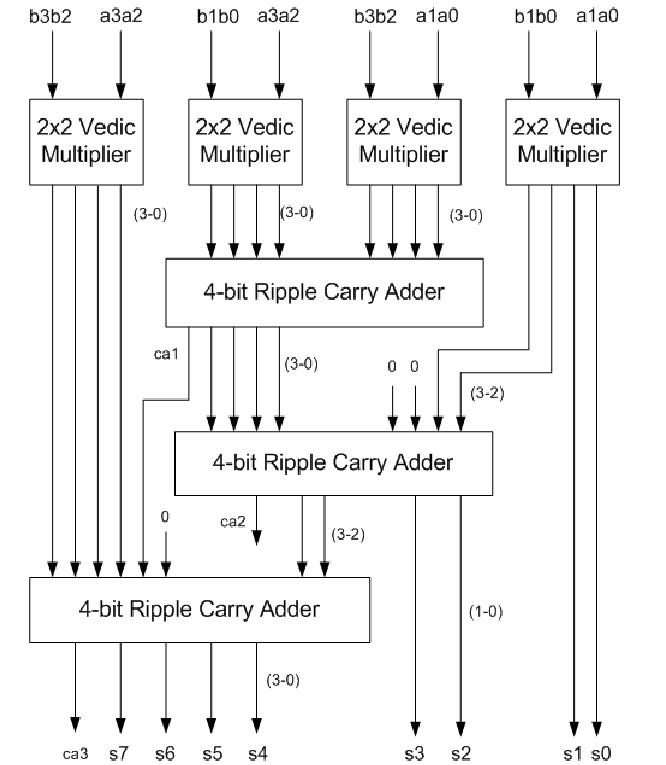 b3b2 a3a2 b1b0 a3a2 b3b2 a1a0 b1b0 a1a0
2x2 Vedic Multiplier
2x2 Vedic Multiplier
2x2 Vedic Multiplier
2x2 Vedic Multiplier
(3-0) (3-0) (3-0)
4-bit Ripple Carry Adder
ca1 (3-0) 0 0 (3-2)
4-bit Ripple Carry Adder
0 ca2 (3-2)
4-bit Ripple Carry Adder
(1-0)
(3-0)
ca3 s7 s6 s5 s4 s3 s2 s1 s0